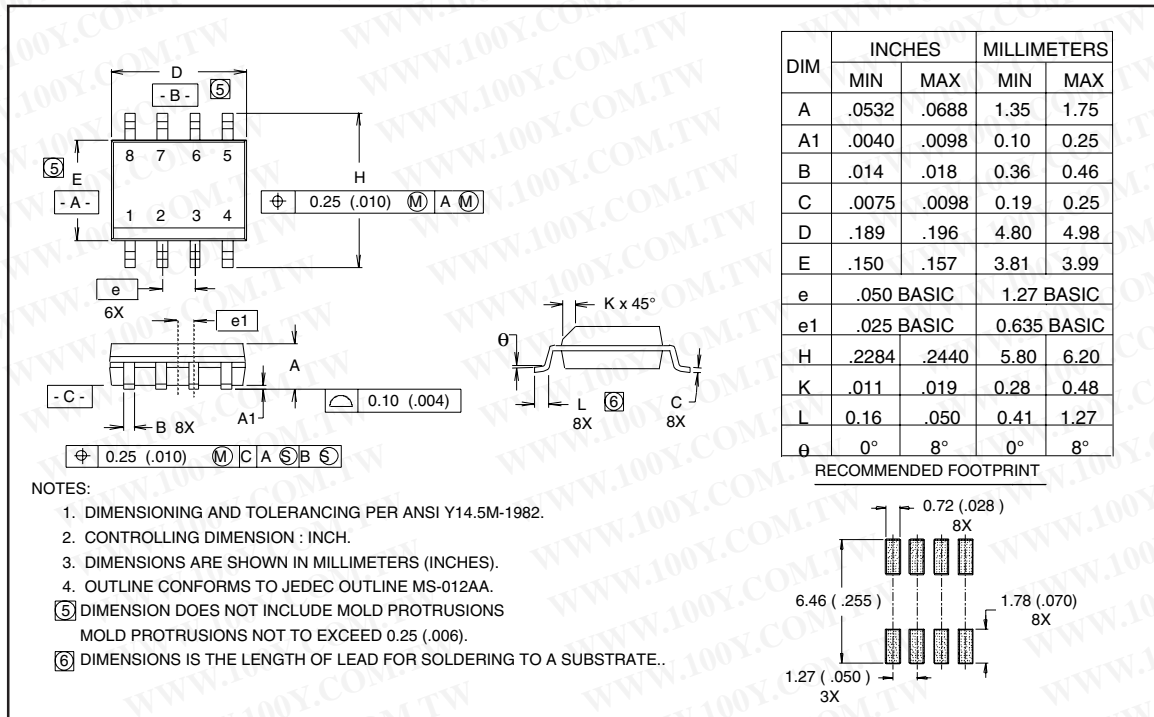 D
- B - 5
8 7 6 5
5 E
- A -
1 2 3 4
H
⌖ 0.25 (.010) Ⓜ A Ⓜ
e
6X
e1
A
- C -
A1
B 8X
⌓ 0.10 (.004)
⌖ 0.25 (.010) Ⓜ C A Ⓢ B Ⓢ
K x 45°
θ
L 6
8X
C
8X
DIM INCHES MILLIMETERS
MIN MAX MIN MAX
A .0532 .0688 1.35 1.75
A1 .0040 .0098 0.10 0.25
B .014 .018 0.36 0.46
C .0075 .0098 0.19 0.25
D .189 .196 4.80 4.98
E .150 .157 3.81 3.99
e .050 BASIC 1.27 BASIC
e1 .025 BASIC 0.635 BASIC
H .2284 .2440 5.80 6.20
K .011 .019 0.28 0.48
L 0.16 .050 0.41 1.27
θ 0° 8° 0° 8°
NOTES:
1. DIMENSIONING AND TOLERANCING PER ANSI Y14.5M-1982.
2. CONTROLLING DIMENSION : INCH.
3. DIMENSIONS ARE SHOWN IN MILLIMETERS (INCHES).
4. OUTLINE CONFORMS TO JEDEC OUTLINE MS-012AA.
5 DIMENSION DOES NOT INCLUDE MOLD PROTRUSIONS
MOLD PROTRUSIONS NOT TO EXCEED 0.25 (.006).
6 DIMENSIONS IS THE LENGTH OF LEAD FOR SOLDERING TO A SUBSTRATE..
RECOMMENDED FOOTPRINT
0.72 (.028 )
8X
6.46 ( .255 )
1.78 (.070)
8X
1.27 ( .050 )
3X
WWW.100Y.COM.TW